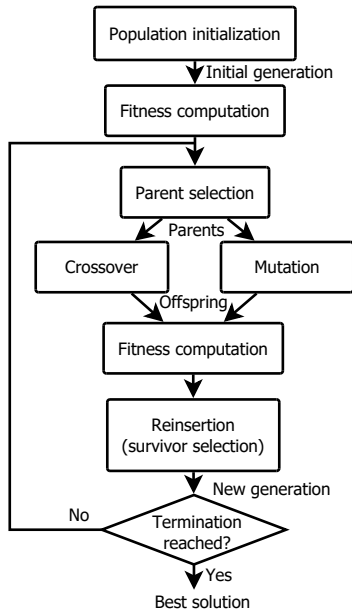 Population initialization
Initial generation
Fitness computation
Parent selection
Parents
Crossover
Mutation
Offspring
Fitness computation
Reinsertion
(survivor selection)
New generation
No
Termination
reached?
Yes
Best solution